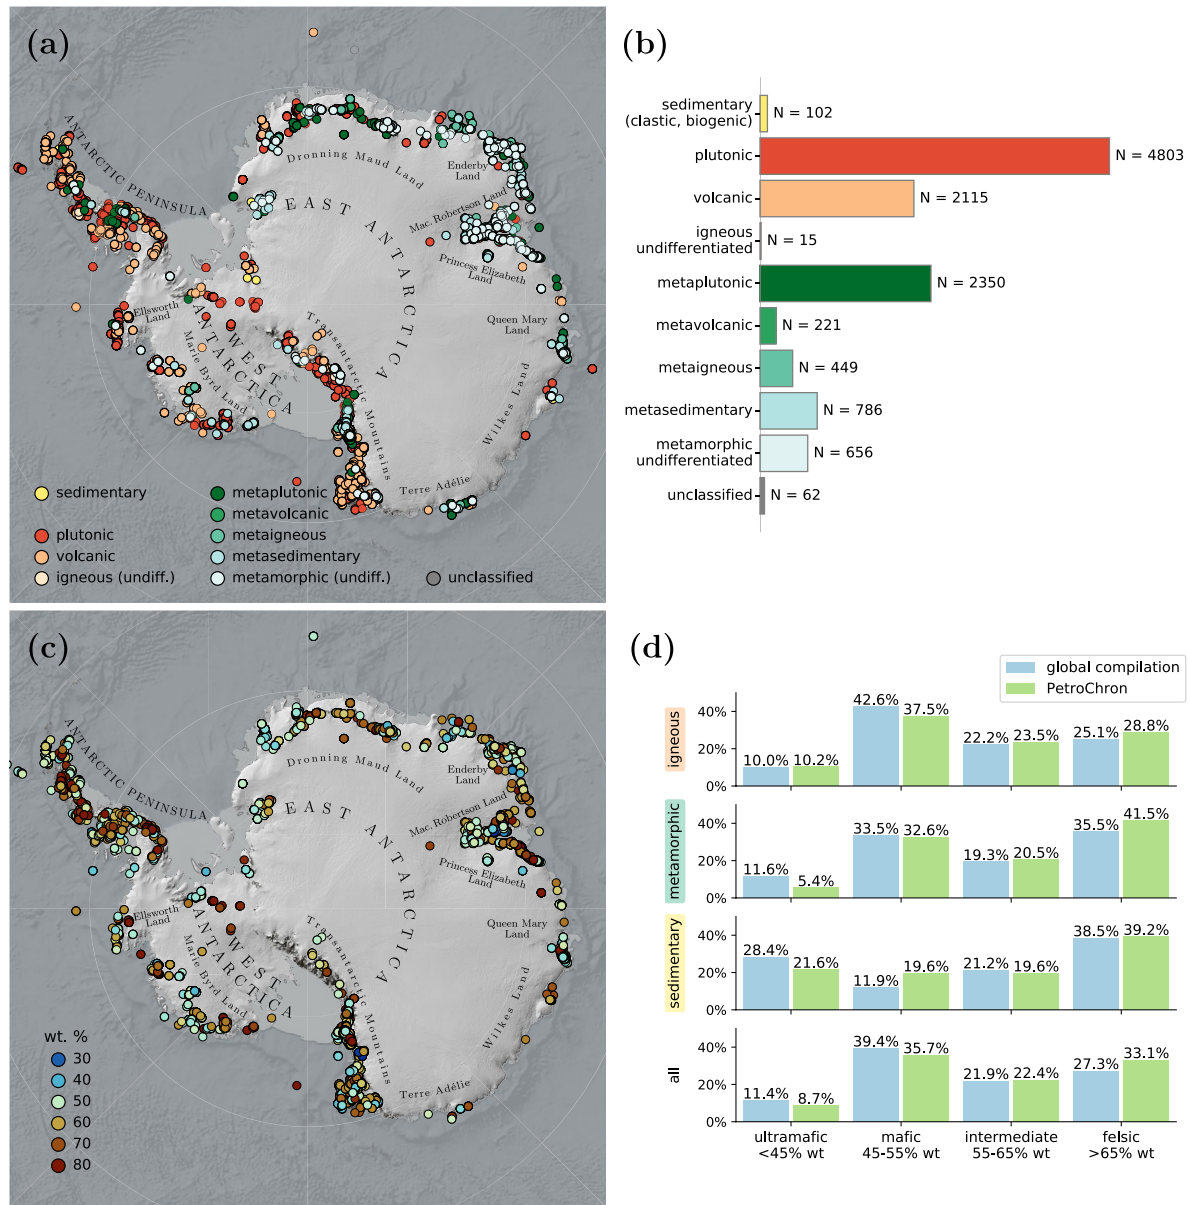 (a)
ANTARCTIC PENINSULA
Dronning Maud Land
Enderby
Land
Mac. Robertson Land
EAST ANTARCTICA
Princess Elizabeth
Land
Ellsworth
Land
WEST
ANTARCTICA
Marie Byrd Land
Transantarctic Mountains
Queen Mary
Land
Wilkes Land
Terre Adélie
sedimentary
plutonic
volcanic
igneous (undiff.)
metaplutonic
metavolcanic
metaigneous
metasedimentary
metamorphic (undiff.)
unclassified
(b)
sedimentary
(clastic, biogenic)
N = 102
plutonic
N = 4803
volcanic
N = 2115
igneous
undifferentiated
N = 15
metaplutonic
N = 2350
metavolcanic
N = 221
metaigneous
N = 449
metasedimentary
N = 786
metamorphic
undifferentiated
N = 656
unclassified
N = 62
(c)
ANTARCTIC PENINSULA
Dronning Maud Land
Enderby
Land
Mac. Robertson Land
EAST ANTARCTICA
Princess Elizabeth
Land
Ellsworth
Land
WEST
ANTARCTICA
Marie Byrd Land
Transantarctic Mountains
Queen Mary
Land
Wilkes Land
Terre Adélie
wt. %
30
40
50
60
70
80
(d)
global compilation
PetroChron
igneous
40%
20%
0%
10.0% 10.2% 42.6% 37.5% 22.2% 23.5% 25.1% 28.8%
metamorphic
40%
20%
0%
11.6% 5.4% 33.5% 32.6% 19.3% 20.5% 35.5% 41.5%
sedimentary
40%
20%
0%
28.4% 21.6% 11.9% 19.6% 21.2% 19.6% 38.5% 39.2%
all
40%
20%
0%
11.4% 8.7% 39.4% 35.7% 21.9% 22.4% 27.3% 33.1%
ultramafic
<45% wt
mafic
45-55% wt
intermediate
55-65% wt
felsic
>65% wt